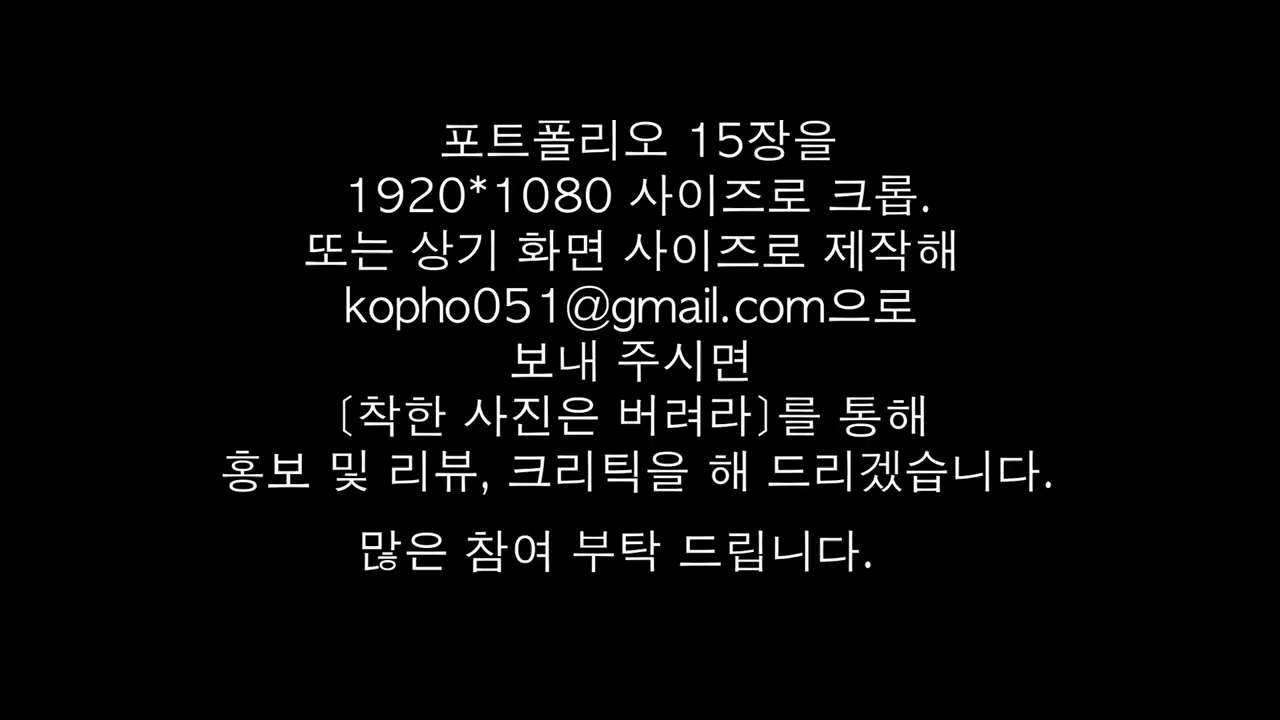 포트폴리오 15장을
1920*1080 사이즈로 크롭.
또는 상기 화면 사이즈로 제작해
kopho051@gmail.com으로
보내 주시면
〔착한 사진은 버려라〕를 통해
홍보 및 리뷰, 크리틱을 해 드리겠습니다.
많은 참여 부탁 드립니다.